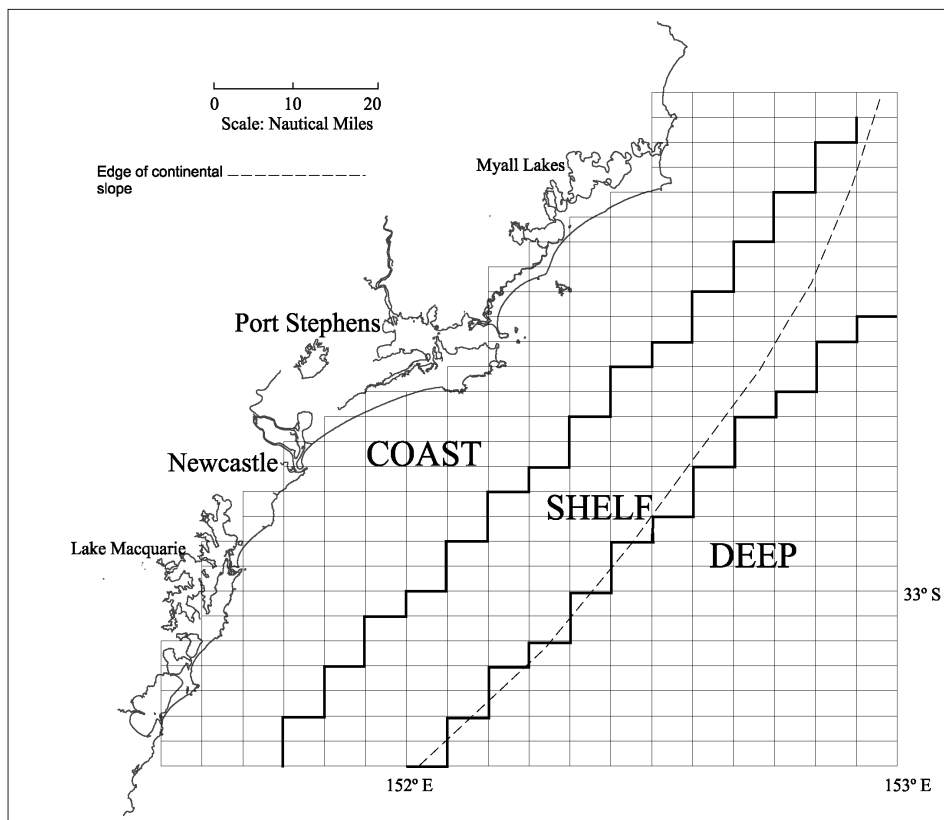 0 10 20
Scale: Nautical Miles
Edge of continental
slope
Myall Lakes
Port Stephens
Newcastle
COAST
SHELF
Lake Macquarie
DEEP
33º S
152º E
153º E